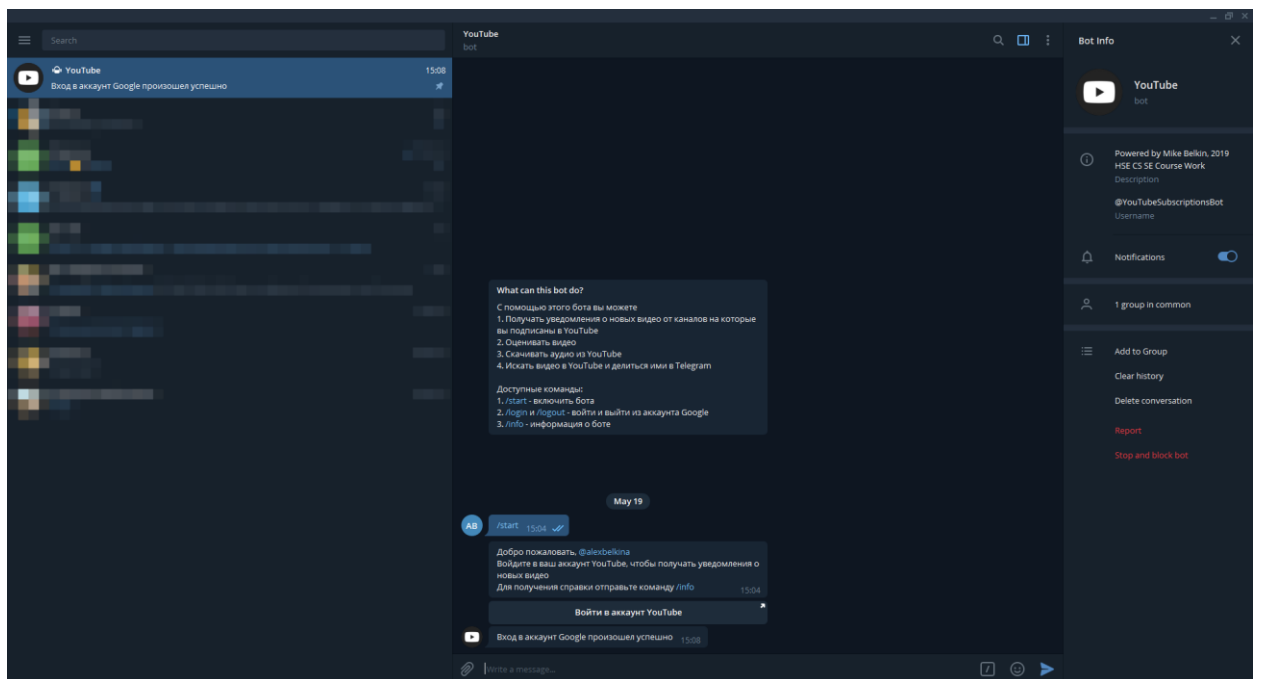 Search
YouTube
15:08
Вход в аккаунт Google произошел успешно
YouTube
bot
What can this bot do?
С помощью этого бота вы можете
1. Получать уведомления о новых видео от каналов на которые
вы подписаны в YouTube
2. Оценивать видео
3. Скачивать аудио из YouTube
4. Искать видео в YouTube и делиться ими в Telegram
Доступные команды:
1. /start - включить бота
2. /login и /logout - войти и выйти из аккаунта Google
3. /info - информация о боте
May 19
AB
/start 15:04
Добро пожаловать, @alexbelkina
Войдите в ваш аккаунт YouTube, чтобы получать уведомления о
новых видео
Для получения справки отправьте команду /info 15:04
Войти в аккаунт YouTube
Вход в аккаунт Google произошел успешно 15:08
Write a message...
Bot Info
YouTube
bot
Powered by Mike Belkin, 2019
HSE CS SE Course Work
Description
@YouTubeSubscriptionsBot
Username
Notifications
1 group in common
Add to Group
Clear history
Delete conversation
Report
Stop and block bot